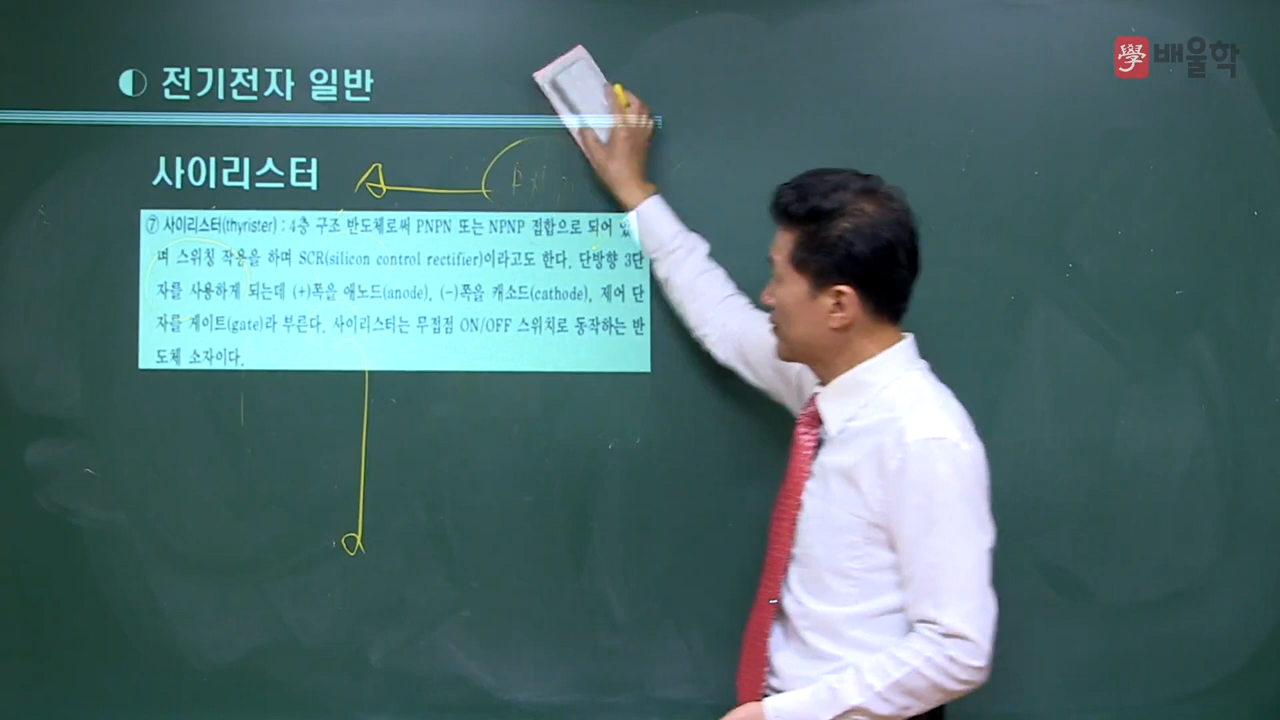 전기전자 일반
學 배울학
사이리스터
⑦ 사이리스터(thyrister) : 4층 구조 반도체로써 PNPN 또는 NPNP 접합으로 되어
며 스위칭 작용을 하며 SCR(silicon control rectifier)이라고도 한다. 단방향 3단
자를 사용하게 되는데 (+)폭을 애노드(anode), (-)폭을 캐소드(cathode), 제어 단
자를 게이트(gate)라 부른다. 사이리스터는 무접점 ON/OFF 스위치로 동작하는 반
도체 소자이다.